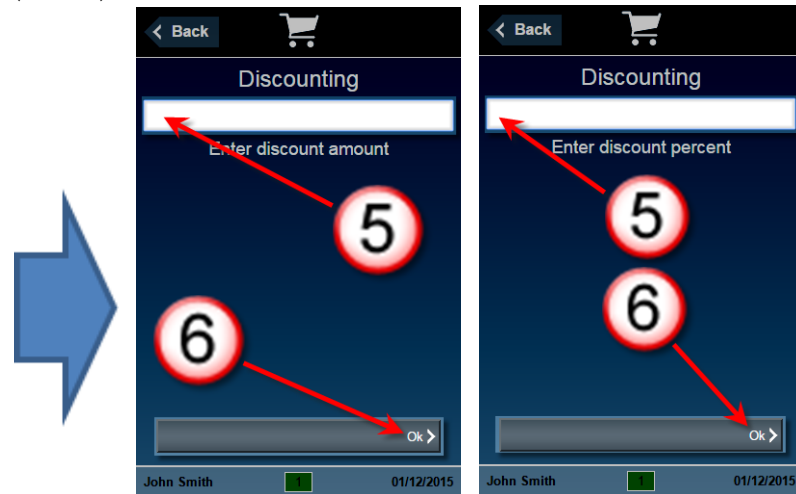 Back
Discounting
Enter discount amount
5
6
Ok
John Smith 1 01/12/2015
Back
Discounting
Enter discount percent
5
6
Ok
John Smith 1 01/12/2015